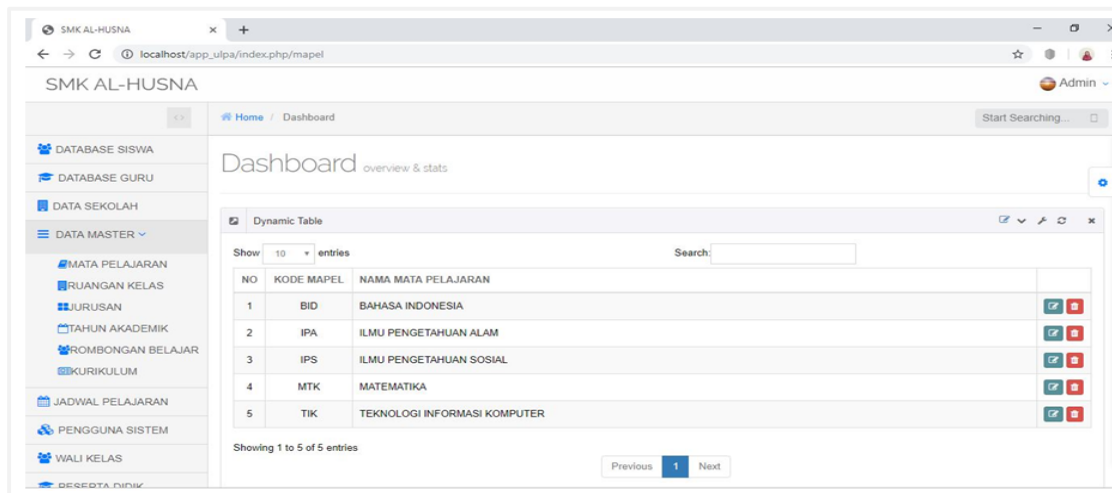 SMK AL-HUSNA
localhost/app_ulpa/index.php/mapel
SMK AL-HUSNA
Admin
Home / Dashboard
Start Searching...
DATABASE SISWA
DATABASE GURU
DATA SEKOLAH
DATA MASTER
MATA PELAJARAN
RUANGAN KELAS
JURUSAN
TAHUN AKADEMIK
ROMBONGAN BELAJAR
KURIKULUM
JADWAL PELAJARAN
PENGGUNA SISTEM
WALI KELAS
PESERTA DIDIK
Dashboard overview & stats
Dynamic Table
Show 10 entries Search:
NO KODE MAPEL NAMA MATA PELAJARAN
1 BID BAHASA INDONESIA
2 IPA ILMU PENGETAHUAN ALAM
3 IPS ILMU PENGETAHUAN SOSIAL
4 MTK MATEMATIKA
5 TIK TEKNOLOGI INFORMASI KOMPUTER
Showing 1 to 5 of 5 entries
Previous 1 Next